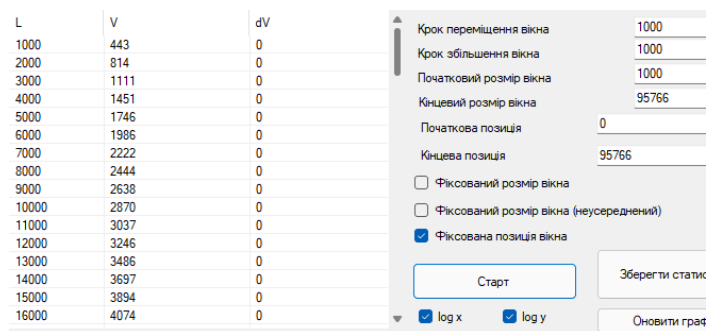 L V dV
1000 443 0
2000 814 0
3000 1111 0
4000 1451 0
5000 1746 0
6000 1986 0
7000 2222 0
8000 2444 0
9000 2638 0
10000 2870 0
11000 3037 0
12000 3246 0
13000 3486 0
14000 3697 0
15000 3894 0
16000 4074 0
Крок переміщення вікна 1000
Крок збільшення вікна 1000
Початковий розмір вікна 1000
Кінцевий розмір вікна 95766
Початкова позиція 0
Кінцева позиція 95766
Фіксований розмір вікна
Фіксований розмір вікна (неусереднений)
Фіксована позиція вікна
Старт
Зберегти статис
log x log y
Оновити граф